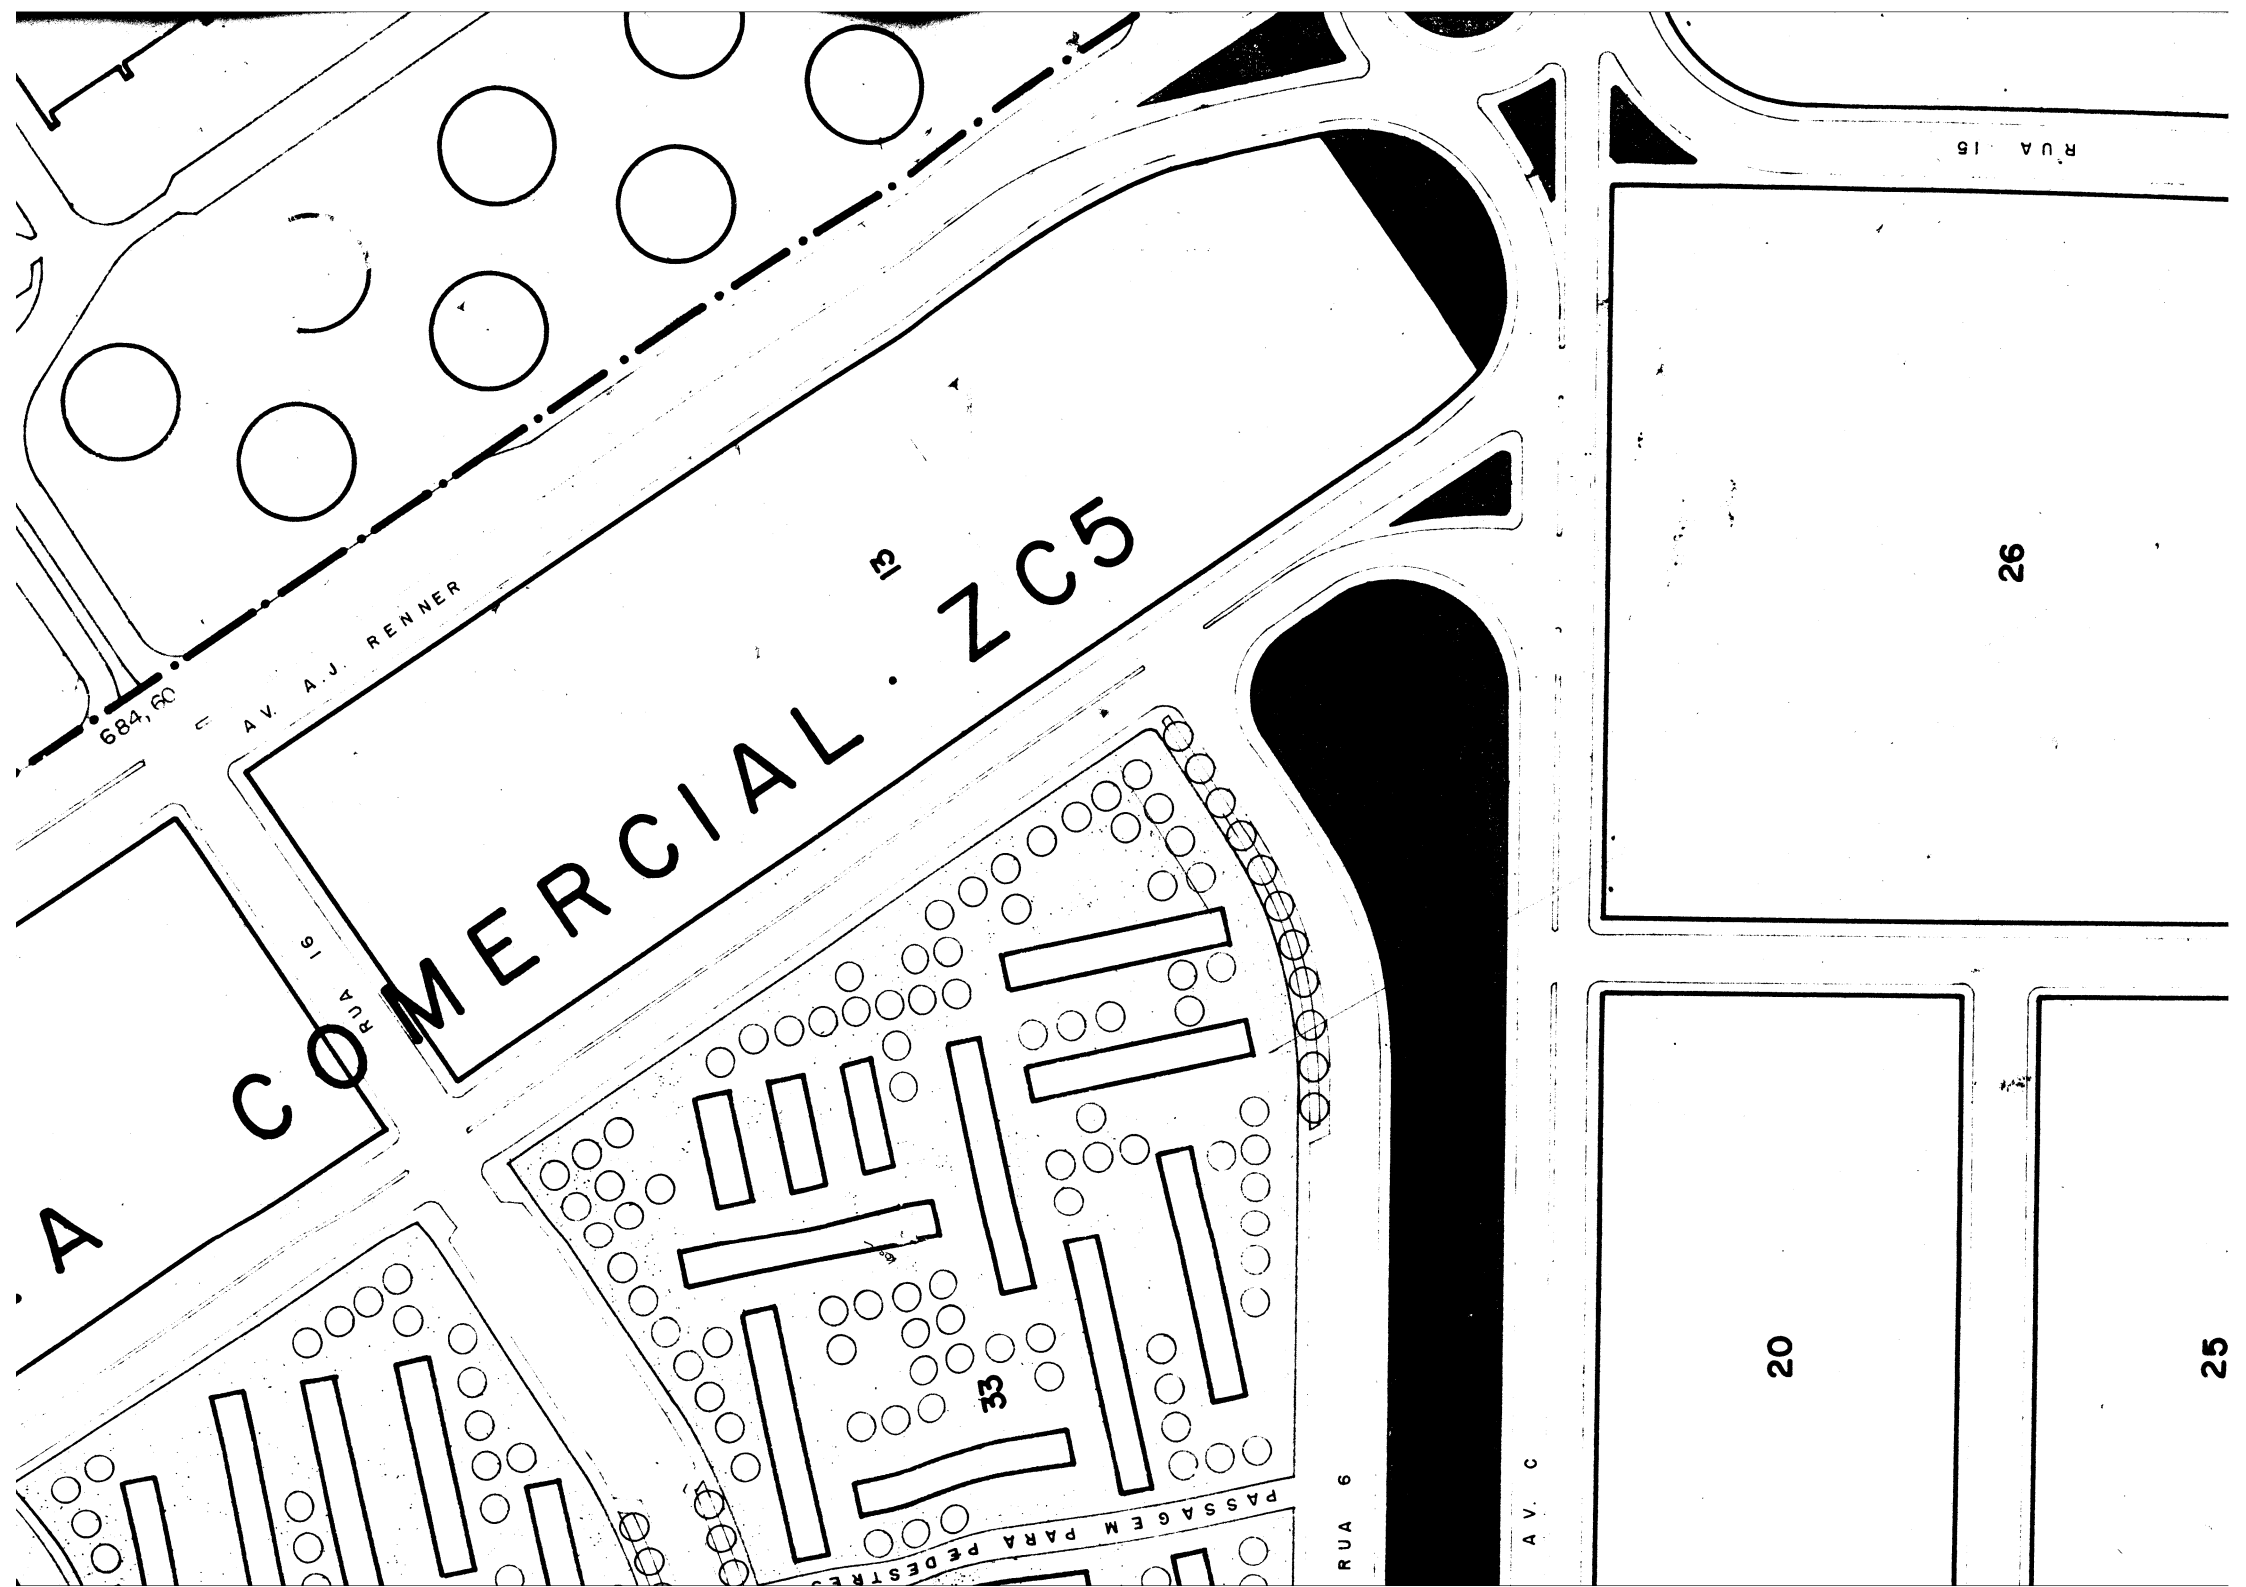 RUA 15
26
13
AV. A.J. RENNER
684,60
A COMERCIAL . ZC5
RUA 16
20
25
33
PASSAGEM PARA PEDESTRES
RUA 6
AV. C